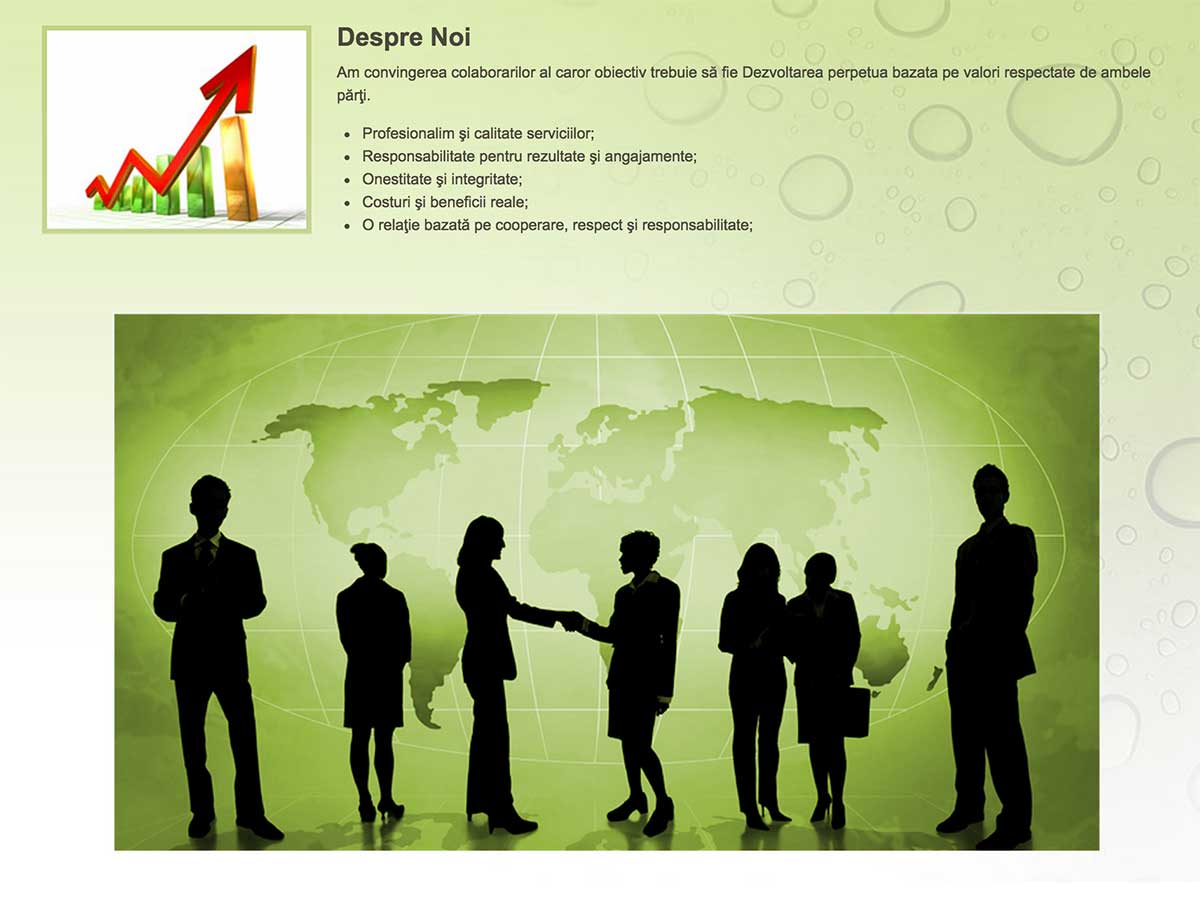 Despre Noi
Am convingerea colaborarilor al caror obiectiv trebuie să fie Dezvoltarea perpetua bazata pe valori respectate de ambele
părţi.
Profesionalim şi calitate serviciilor;
Responsabilitate pentru rezultate şi angajamente;
Onestitate şi integritate;
Costuri şi beneficii reale;
O relaţie bazată pe cooperare, respect şi responsabilitate;